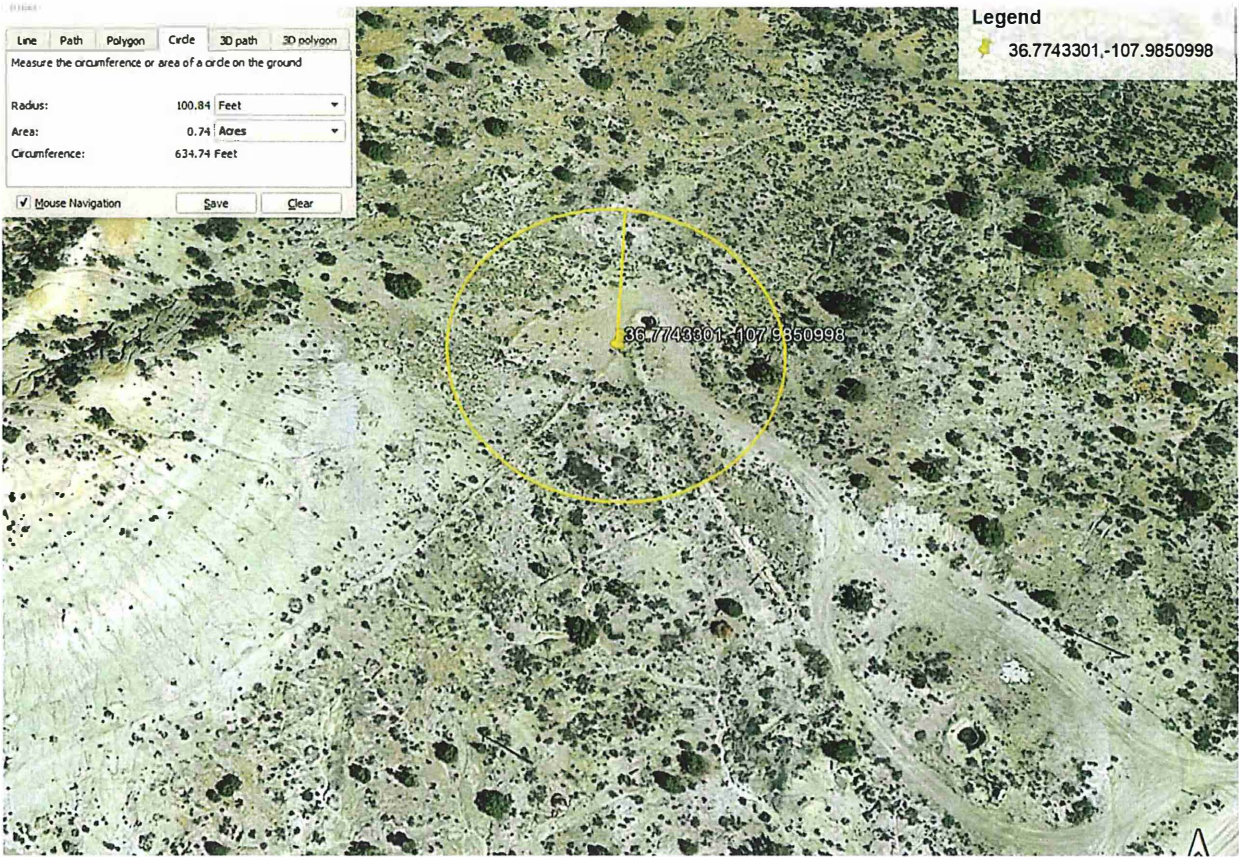 Line Path Polygon Circle 3D path 3D polygon
Measure the circumference or area of a circle on the ground
Radius: 100.84 Feet
Area: 0.74 Acres
Circumference: 634.74 Feet
Mouse Navigation Save Clear
Legend
36.7743301,-107.9850998
36.7743301,-107.9850998